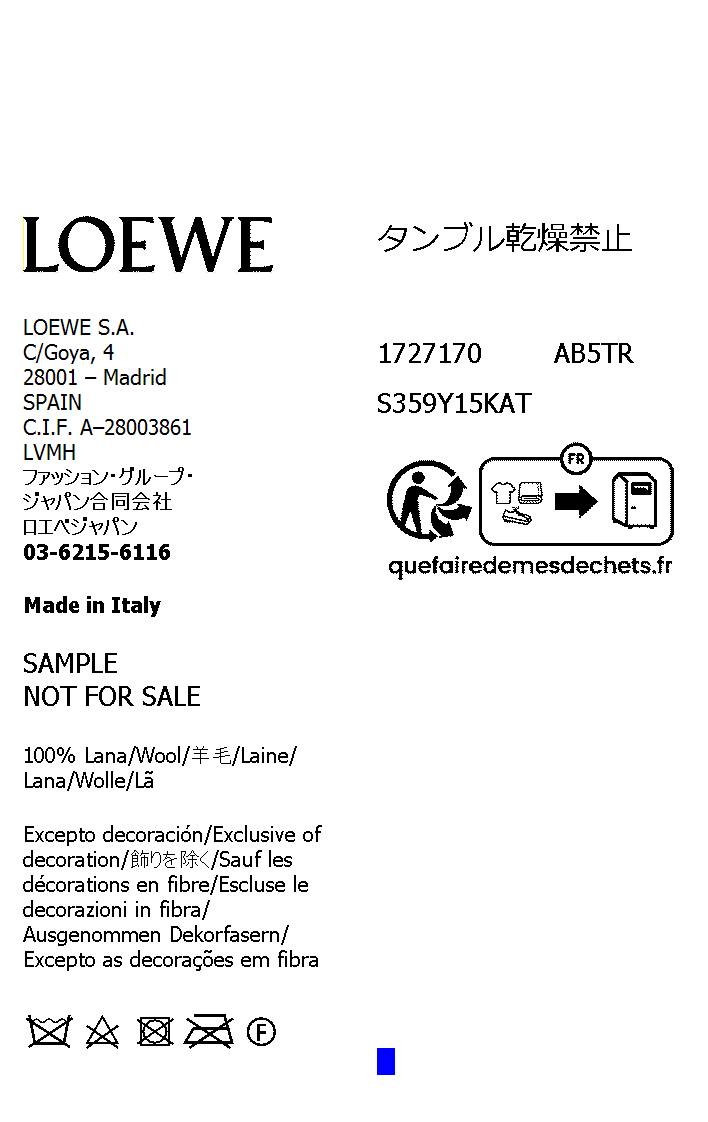 LOEWE
LOEWE S.A.
C/Goya, 4
28001 – Madrid
SPAIN
C.I.F. A–28003861
LVMH
ファッション・グループ・
ジャパン合同会社
ロエベジャパン
03-6215-6116
Made in Italy
SAMPLE
NOT FOR SALE
100% Lana/Wool/羊毛/Laine/
Lana/Wolle/Lã
Excepto decoración/Exclusive of
decoration/飾りを除く/Sauf les
décorations en fibre/Escluse le
decorazioni in fibra/
Ausgenommen Dekorfasern/
Excepto as decorações em fibra
F
タンブル乾燥禁止
1727170 AB5TR
S359Y15KAT
FR
quefairedemesdechets.fr